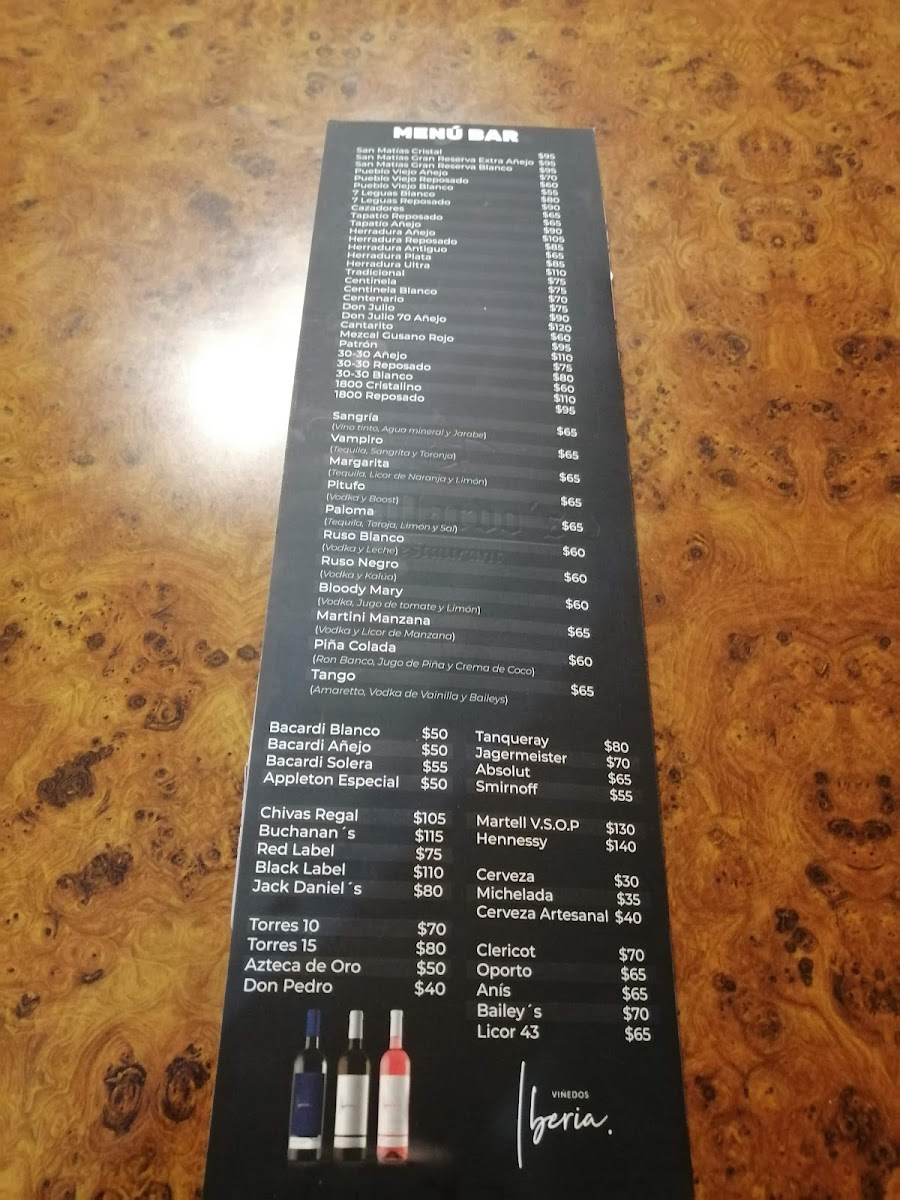 MENÚ BAR
San Matías Cristal $95
San Matías Gran Reserva Extra Añejo $95
San Matías Gran Reserva Blanco $95
Pueblo Viejo Añejo $70
Pueblo Viejo Reposado $60
Pueblo Viejo Blanco $55
7 Leguas Blanco $80
7 Leguas Reposado $90
Cazadores $65
Tapatío Reposado $65
Tapatío Añejo $90
Herradura Añejo $105
Herradura Reposado $85
Herradura Antiguo $65
Herradura Plata $85
Herradura Ultra $110
Tradicional $75
Centinela $75
Centinela Blanco $70
Centenario $75
Don Julio $90
Don Julio 70 Añejo $120
Cantarito $60
Mezcal Gusano Rojo $95
Patrón $110
30-30 Añejo $75
30-30 Reposado $80
30-30 Blanco $60
1800 Cristalino $110
1800 Reposado $95
Sangría $65
(Vino tinto, Agua mineral y Jarabe)
Vampiro $65
(Tequila, Sangrita y Toronja)
Margarita $65
(Tequila, Licor de Naranja y Limón)
Pitufo $65
(Vodka y Boost)
Paloma $65
(Tequila, Toroja, Limón y Sal)
Ruso Blanco $60
(Vodka y Leche)
Ruso Negro $60
(Vodka y Kalúa)
Bloody Mary $60
(Vodka, Jugo de tomate y Limón)
Martini Manzana $65
(Vodka y Licor de Manzana)
Piña Colada $60
(Ron Banco, Jugo de Piña y Crema de Coco)
Tango $65
(Amaretto, Vodka de Vainilla y Baileys)
Bacardi Blanco $50
Bacardi Añejo $50
Bacardi Solera $55
Appleton Especial $50
Chivas Regal $105
Buchanan´s $115
Red Label $75
Black Label $110
Jack Daniel´s $80
Torres 10 $70
Torres 15 $80
Azteca de Oro $50
Don Pedro $40
Tanqueray $80
Jagermeister $70
Absolut $65
Smirnoff $55
Martell V.S.O.P $130
Hennessy $140
Cerveza $30
Michelada $35
Cerveza Artesanal $40
Clericot $70
Oporto $65
Anís $65
Bailey´s $70
Licor 43 $65
VIÑEDOS
Iberia.